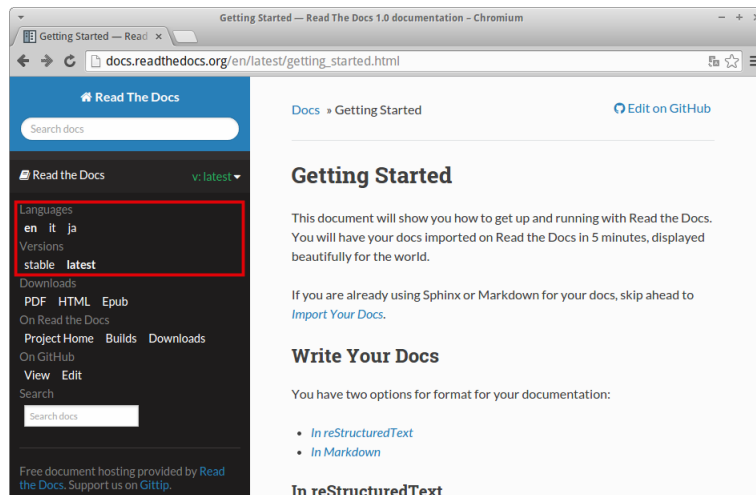 Getting Started — Read The Docs 1.0 documentation – Chromium
Getting Started — Read
docs.readthedocs.org/en/latest/getting_started.html
Read The Docs
Search docs
Read the Docs
v: latest
Languages
en it ja
Versions
stable latest
Downloads
PDF HTML Epub
On Read the Docs
Project Home Builds Downloads
On GitHub
View Edit
Search
Search docs
Free document hosting provided by Read
the Docs. Support us on Gittip.
Docs » Getting Started
Edit on GitHub
Getting Started
This document will show you how to get up and running with Read the Docs.
You will have your docs imported on Read the Docs in 5 minutes, displayed
beautifully for the world.
If you are already using Sphinx or Markdown for your docs, skip ahead to
Import Your Docs.
Write Your Docs
You have two options for format for your documentation:
• In reStructuredText
• In Markdown
In reStructuredText